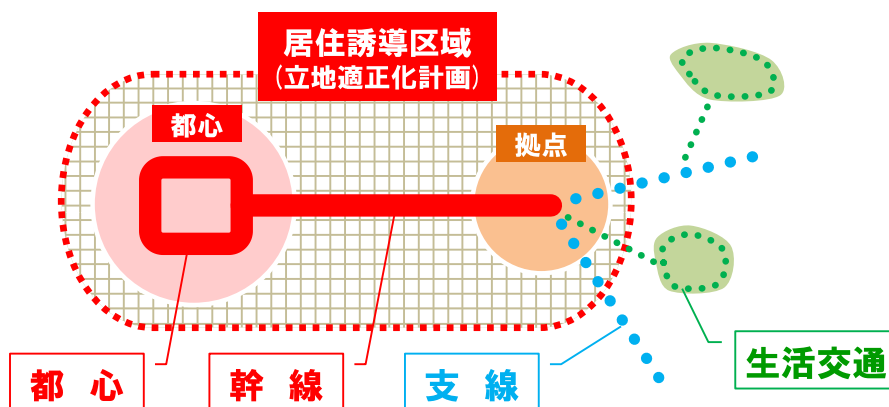 居住誘導区域
(立地適正化計画)
都心
拠点
都心
幹線
支線
生活交通